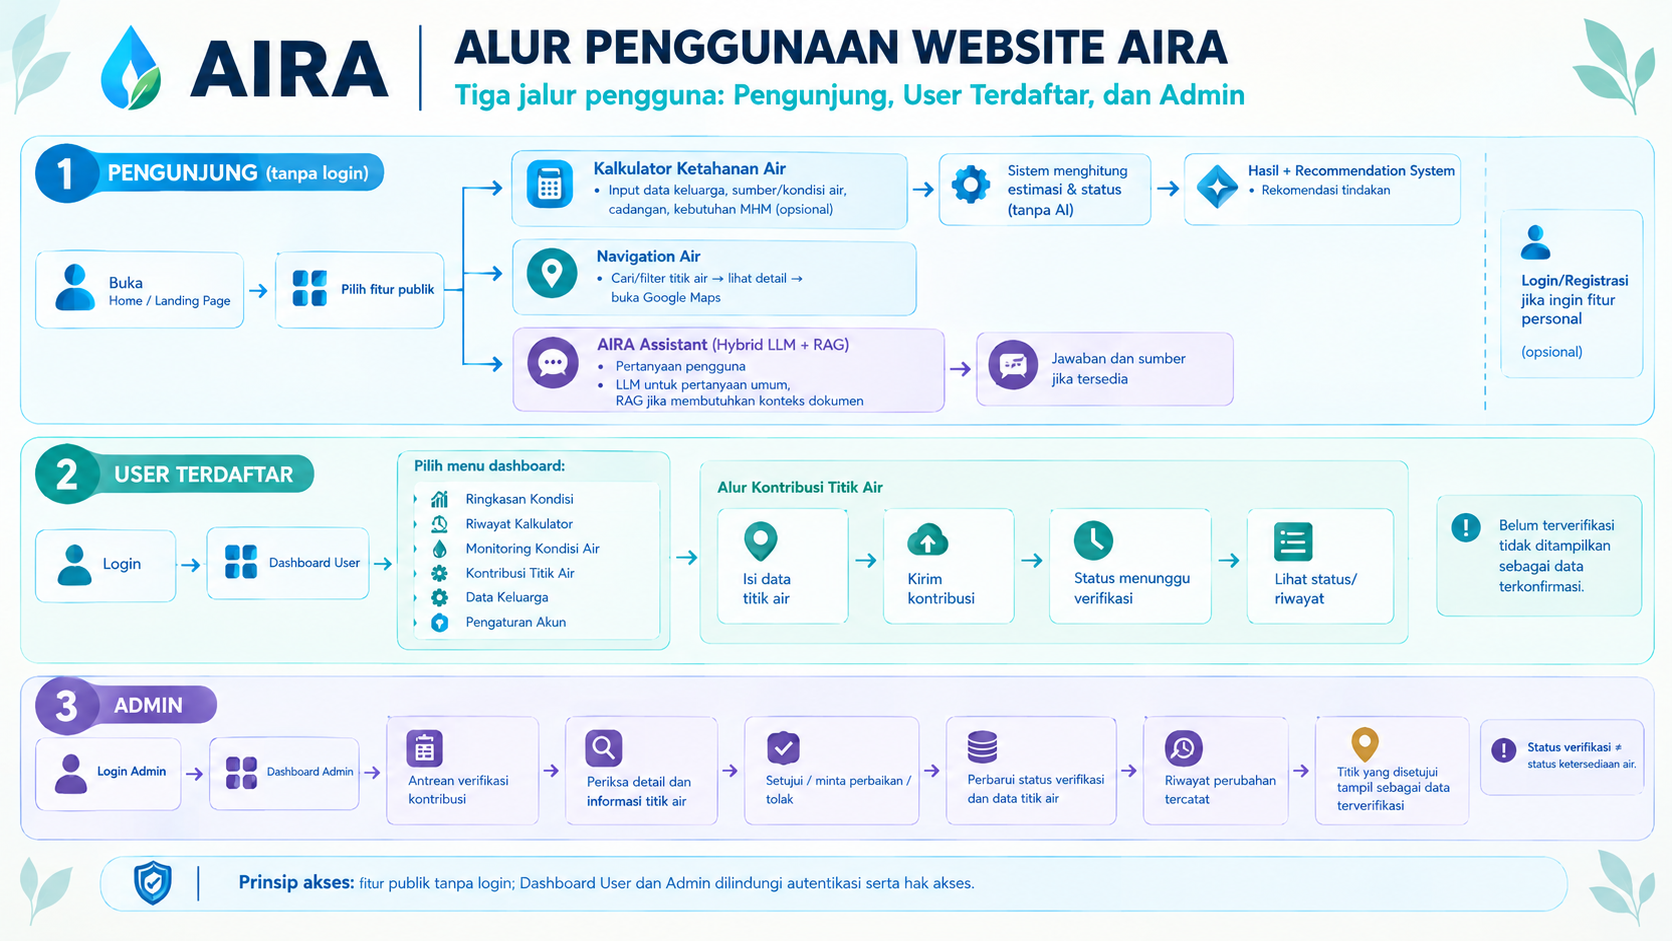 AIRA
ALUR PENGGUNAAN WEBSITE AIRA
Tiga jalur pengguna: Pengunjung, User Terdaftar, dan Admin
1 PENGUNJUNG (tanpa login)
Buka
Home / Landing Page
Pilih fitur publik
Kalkulator Ketahanan Air
• Input data keluarga, sumber/kondisi air,
cadangan, kebutuhan MHM (opsional)
Sistem menghitung
estimasi & status
(tanpa AI)
Hasil + Recommendation System
• Rekomendasi tindakan
Navigation Air
• Cari/filter titik air → lihat detail →
buka Google Maps
AIRA Assistant (Hybrid LLM + RAG)
• Pertanyaan pengguna
• LLM untuk pertanyaan umum,
RAG jika membutuhkan konteks dokumen
Jawaban dan sumber
jika tersedia
Login/Registrasi
jika ingin fitur
personal
(opsional)
2 USER TERDAFTAR
Login
Dashboard User
Pilih menu dashboard:
Ringkasan Kondisi
Riwayat Kalkulator
Monitoring Kondisi Air
Kontribusi Titik Air
Data Keluarga
Pengaturan Akun
Alur Kontribusi Titik Air
Isi data
titik air
Kirim
kontribusi
Status menunggu
verifikasi
Lihat status/
riwayat
Belum terverifikasi
tidak ditampilkan
sebagai data
terkonfirmasi.
3 ADMIN
Login Admin
Dashboard Admin
Antrean verifikasi
kontribusi
Periksa detail dan
informasi titik air
Setujui / minta perbaikan /
tolak
Perbarui status verifikasi
dan data titik air
Riwayat perubahan
tercatat
Titik yang disetujui
tampil sebagai data
terverifikasi
Status verifikasi ≠
status ketersediaan air.
Prinsip akses: fitur publik tanpa login; Dashboard User dan Admin dilindungi autentikasi serta hak akses.